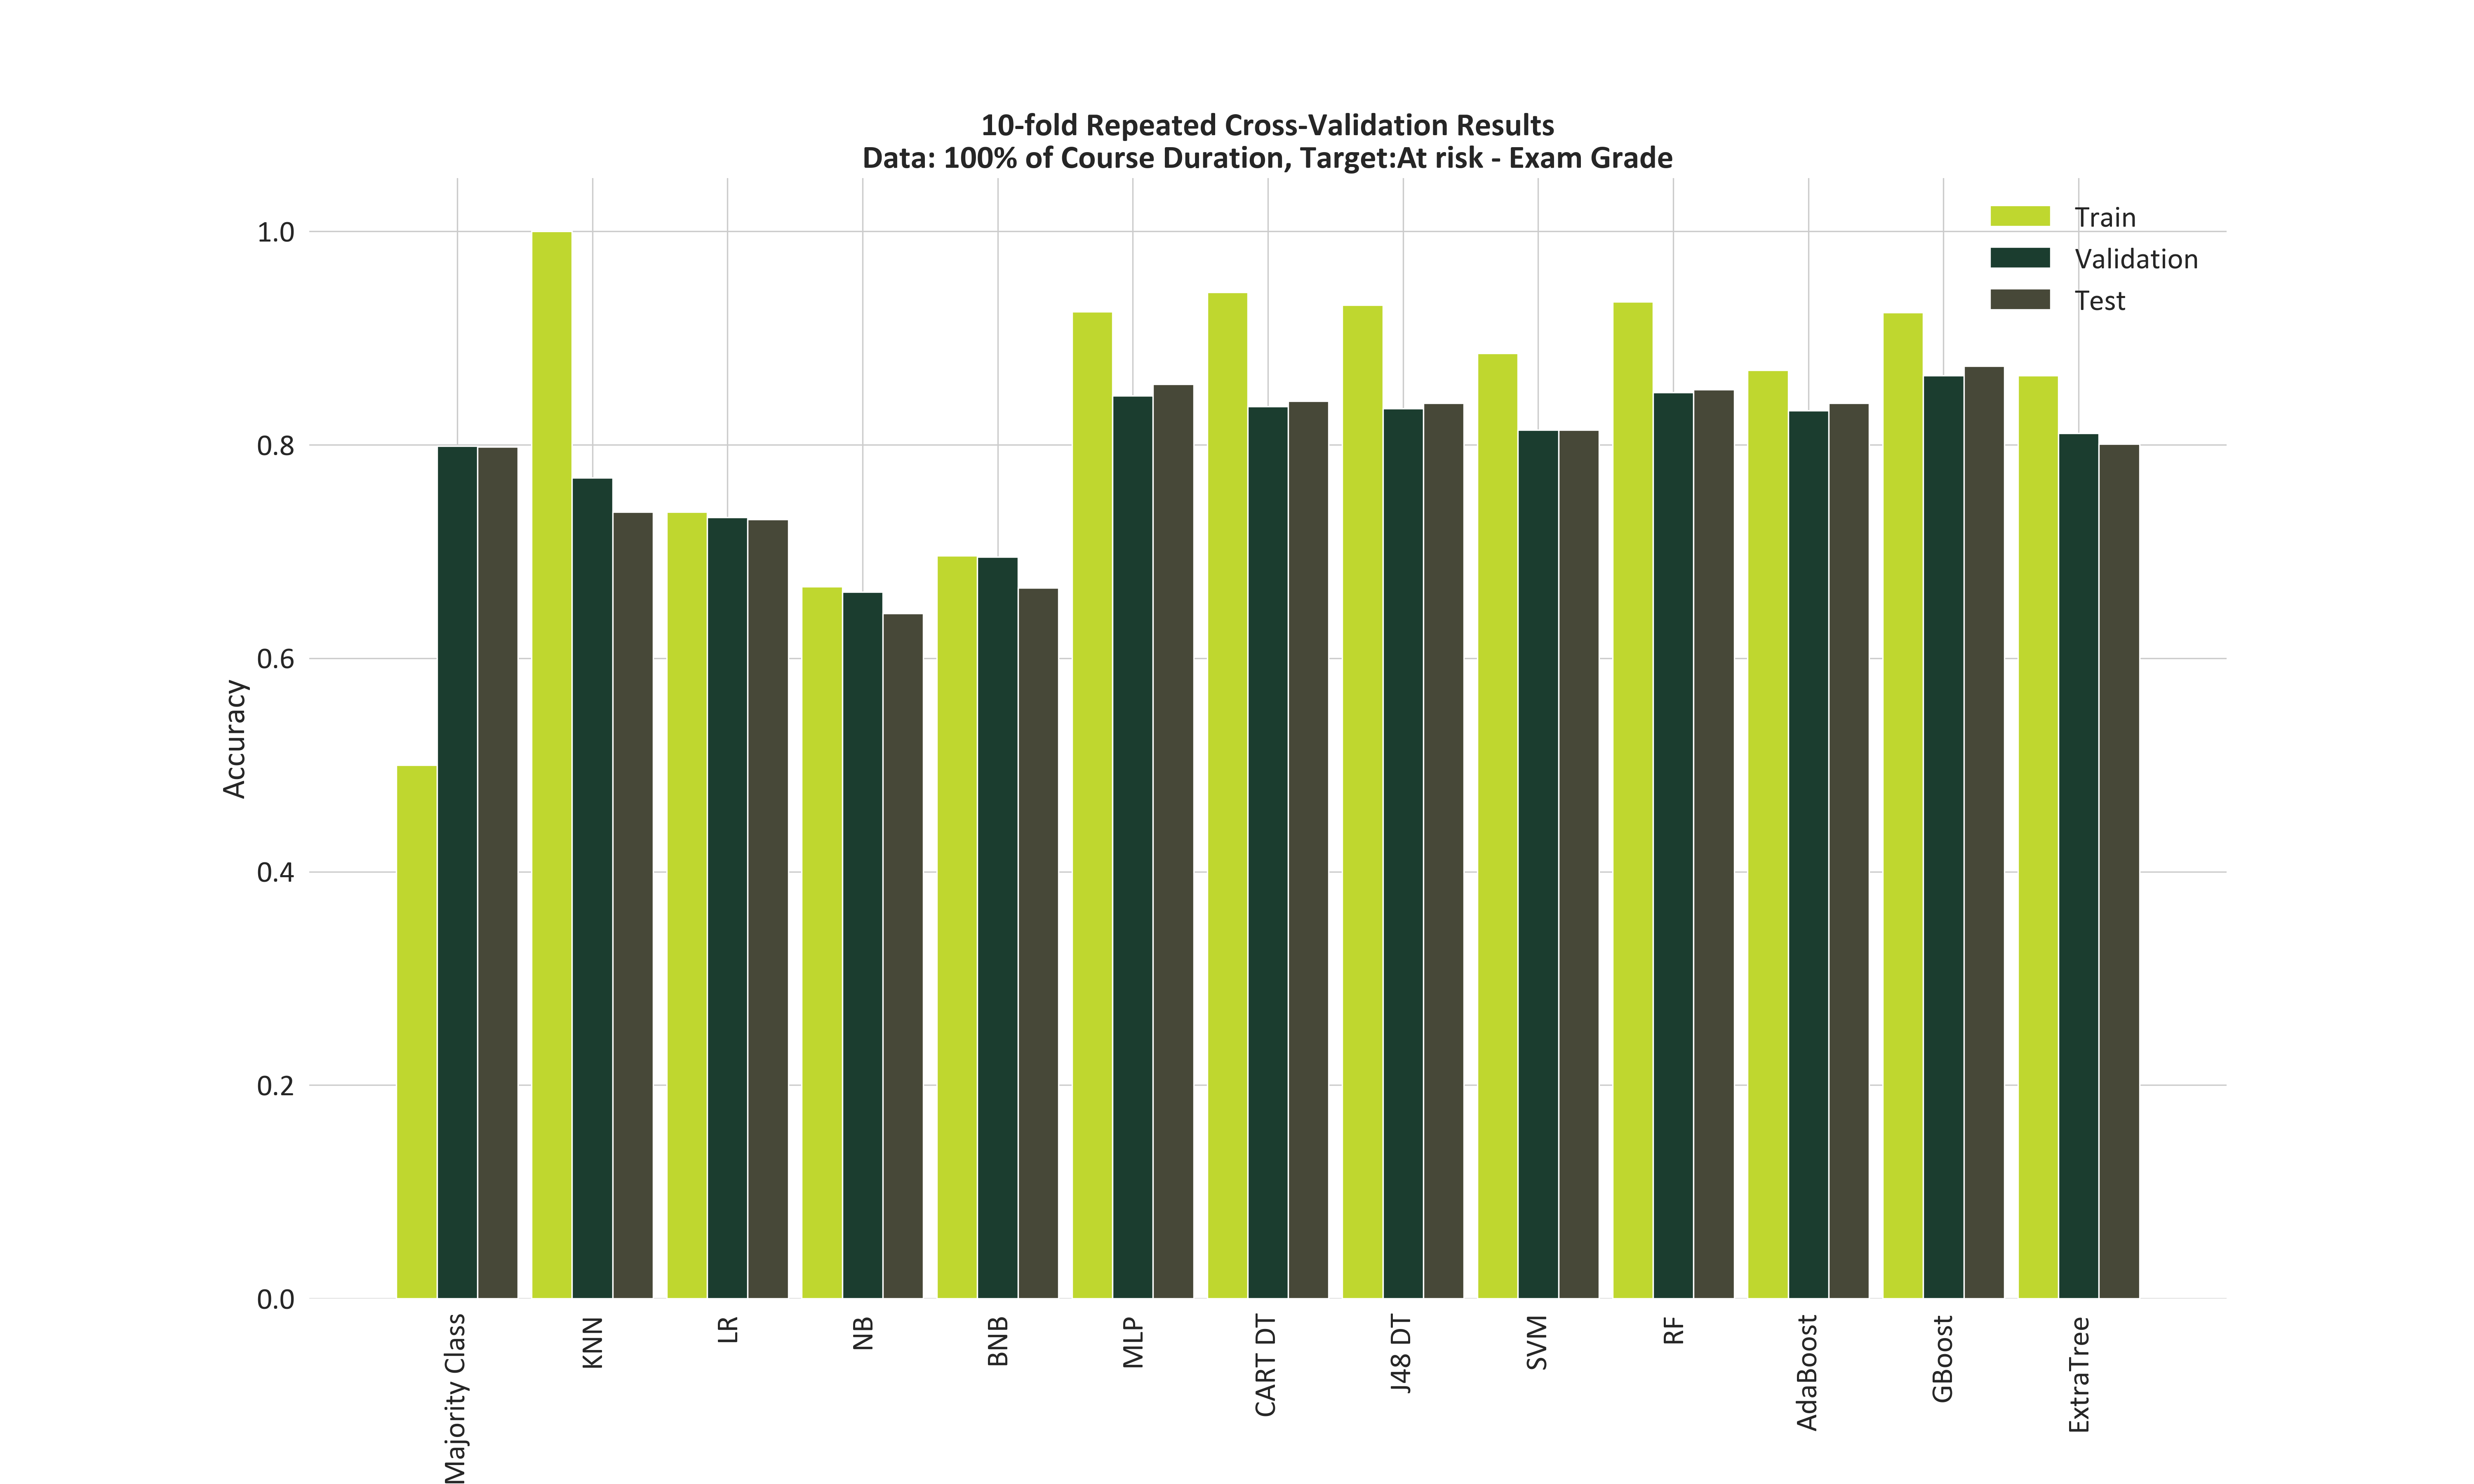 10-fold Repeated Cross-Validation Results
Data: 100% of Course Duration, Target:At risk - Exam Grade
Train
Validation
Test
Accuracy
1.0
0.8
0.6
0.4
0.2
0.0
Majority Class
KNN
LR
NB
BNB
MLP
CART DT
J48 DT
SVM
RF
AdaBoost
GBoost
ExtraTree